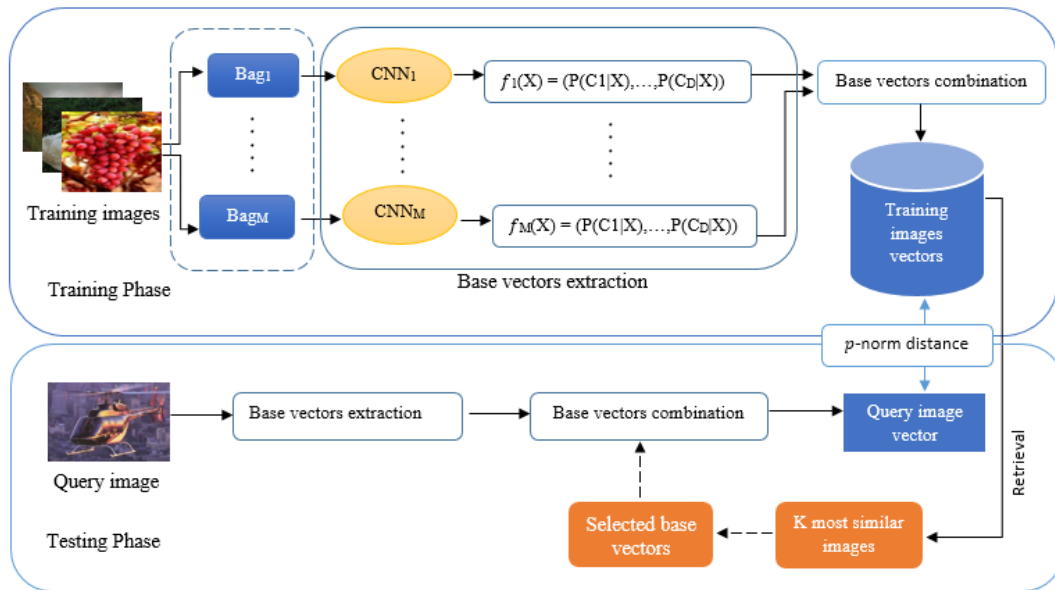 Bag1
CNN1
f1(X) = (P(C1|X),…,P(CD|X))
Base vectors combination
Training images
BagM
CNNM
fM(X) = (P(C1|X),…,P(CD|X))
Training
images
vectors
Training Phase
Base vectors extraction
p-norm distance
Base vectors extraction
Base vectors combination
Query image
vector
Query image
Retrieval
Selected base
vectors
K most similar
images
Testing Phase